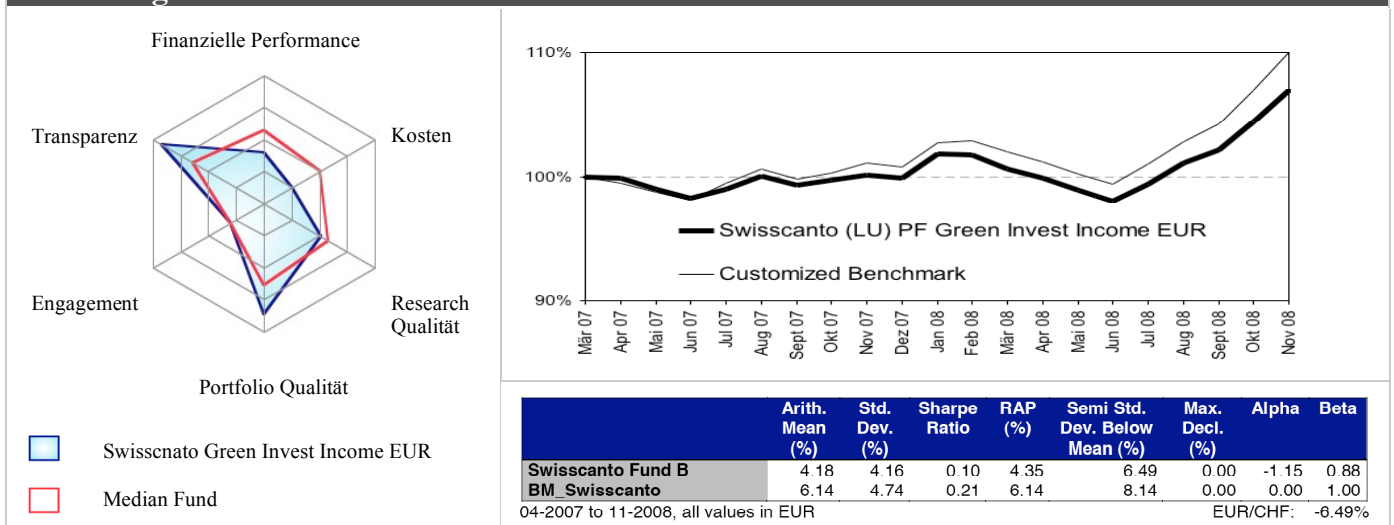 Finanzielle Performance
Transparenz
Kosten
Engagement
Research
Qualität
Portfolio Qualität
Swisscnato Green Invest Income EUR
Median Fund
110%
100%
90%
Swisscanto (LU) PF Green Invest Income EUR
Customized Benchmark
Mär 07
Apr 07
Mai 07
Jun 07
Jul 07
Aug 07
Sept 07
Okt 07
Nov 07
Dez 07
Jan 08
Feb 08
Mär 08
Apr 08
Mai 08
Jun 08
Jul 08
Aug 08
Sept 08
Okt 08
Nov 08
Arith. Std. Sharpe RAP Semi Std. Max. Alpha Beta
Mean Dev. Ratio (%) Dev. Below Decl.
(%) (%) Mean (%) (%)
Swisscanto Fund B 4.18 4.16 0.10 4.35 6.49 0.00 -1.15 0.88
BM_Swisscanto 6.14 4.74 0.21 6.14 8.14 0.00 0.00 1.00
04-2007 to 11-2008, all values in EUR EUR/CHF: -6.49%